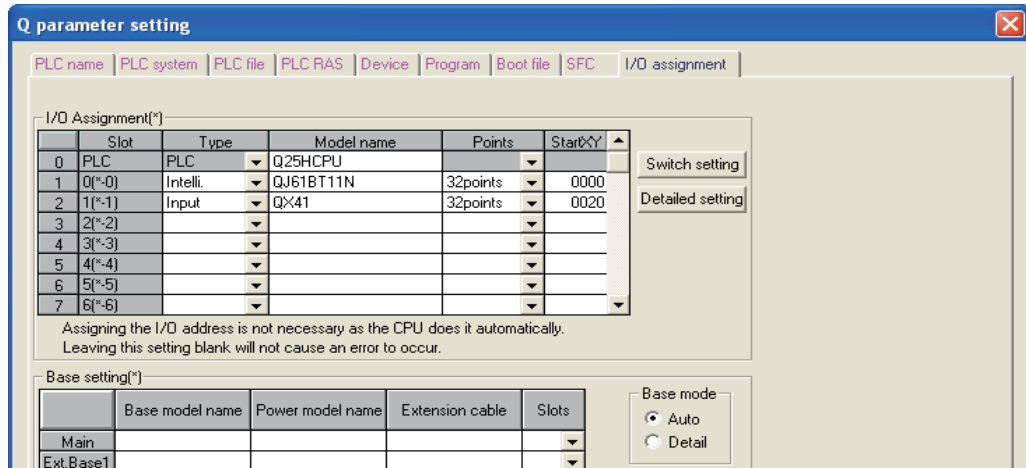 Q parameter setting
PLC name PLC system PLC file PLC RAS Device Program Boot file SFC I/O assignment
I/O Assignment(*)
Slot Type Model name Points StartXY
0 PLC PLC Q25HCPU
1 0(*-0) Intelli. QJ61BT11N 32points 0000
2 1(*-1) Input QX41 32points 0020
3 2(*-2)
4 3(*-3)
5 4(*-4)
6 5(*-5)
7 6(*-6)
Switch setting
Detailed setting
Assigning the I/O address is not necessary as the CPU does it automatically.
Leaving this setting blank will not cause an error to occur.
Base setting(*)
Base model name Power model name Extension cable Slots
Main
Ext.Base1
Base mode
Auto
Detail